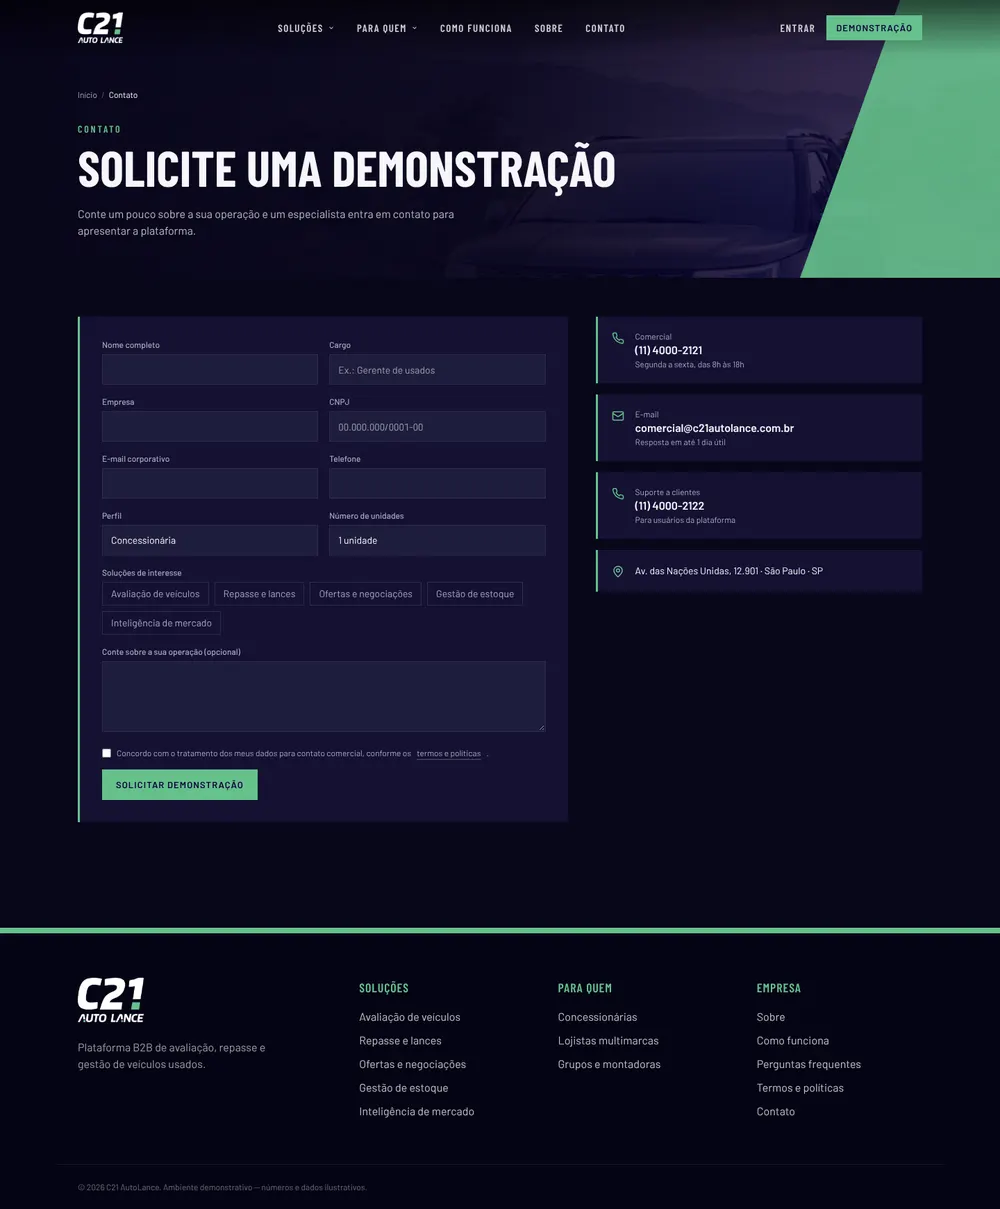 C21
AUTO LANCE
SOLUÇÕES
PARA QUEM
COMO FUNCIONA
SOBRE
CONTATO
ENTRAR
DEMONSTRAÇÃO
Início / Contato
CONTATO
SOLICITE UMA DEMONSTRAÇÃO
Conte um pouco sobre a sua operação e um especialista entra em contato para
apresentar a plataforma.
Nome completo
Cargo
Ex.: Gerente de usados
Empresa
CNPJ
00.000.000/0001-00
E-mail corporativo
Telefone
Perfil
Concessionária
Número de unidades
1 unidade
Soluções de interesse
Avaliação de veículos
Repasse e lances
Ofertas e negociações
Gestão de estoque
Inteligência de mercado
Conte sobre a sua operação (opcional)
Concordo com o tratamento dos meus dados para contato comercial, conforme os termos e políticas .
SOLICITAR DEMONSTRAÇÃO
Comercial
(11) 4000-2121
Segunda a sexta, das 8h às 18h
E-mail
comercial@c21autolance.com.br
Resposta em até 1 dia útil
Suporte a clientes
(11) 4000-2122
Para usuários da plataforma
Av. das Nações Unidas, 12.901 · São Paulo · SP
C21
AUTO LANCE
Plataforma B2B de avaliação, repasse e
gestão de veículos usados.
SOLUÇÕES
Avaliação de veículos
Repasse e lances
Ofertas e negociações
Gestão de estoque
Inteligência de mercado
PARA QUEM
Concessionárias
Lojistas multimarcas
Grupos e montadoras
EMPRESA
Sobre
Como funciona
Perguntas frequentes
Termos e políticas
Contato
© 2026 C21 AutoLance. Ambiente demonstrativo — números e dados ilustrativos.